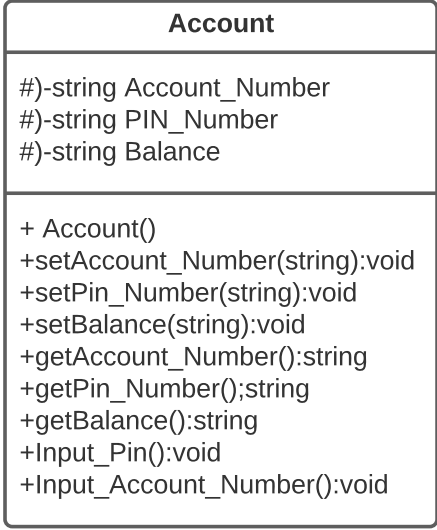 Account
#)-string Account_Number
#)-string PIN_Number
#)-string Balance
+ Account()
+setAccount_Number(string):void
+setPin_Number(string):void
+setBalance(string):void
+getAccount_Number():string
+getPin_Number();string
+getBalance():string
+Input_Pin():void
+Input_Account_Number():void